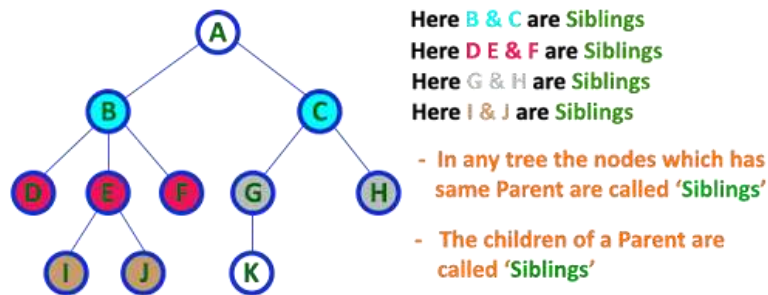 A
B
C
D
E
F
G
H
I
J
K
Here B & C are Siblings
Here D E & F are Siblings
Here G & H are Siblings
Here I & J are Siblings
- In any tree the nodes which has
same Parent are called ‘Siblings’
- The children of a Parent are
called ‘Siblings’